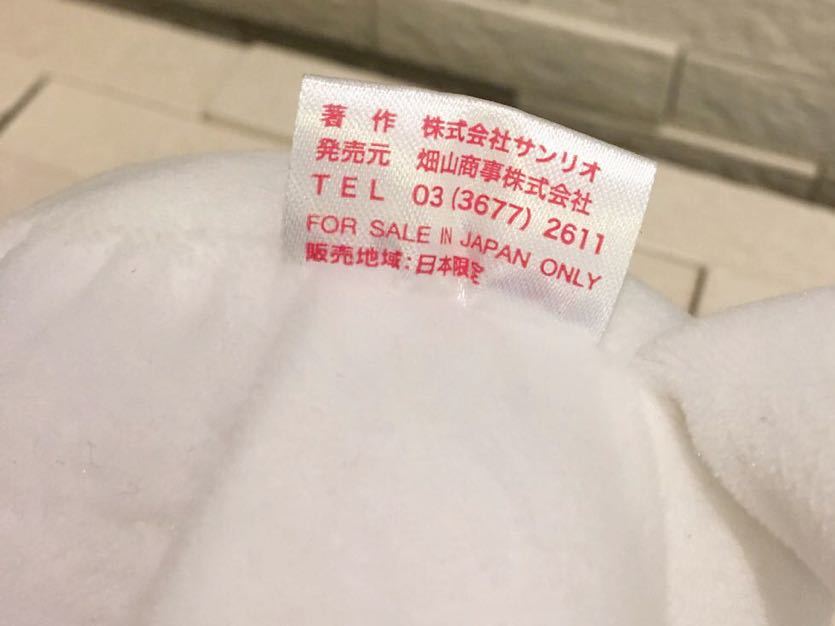 著 作 株式会社サンリオ
発売元 畑山商事株式会社
TEL 03(3677)2611
FOR SALE IN JAPAN ONLY
販売地域:日本限定